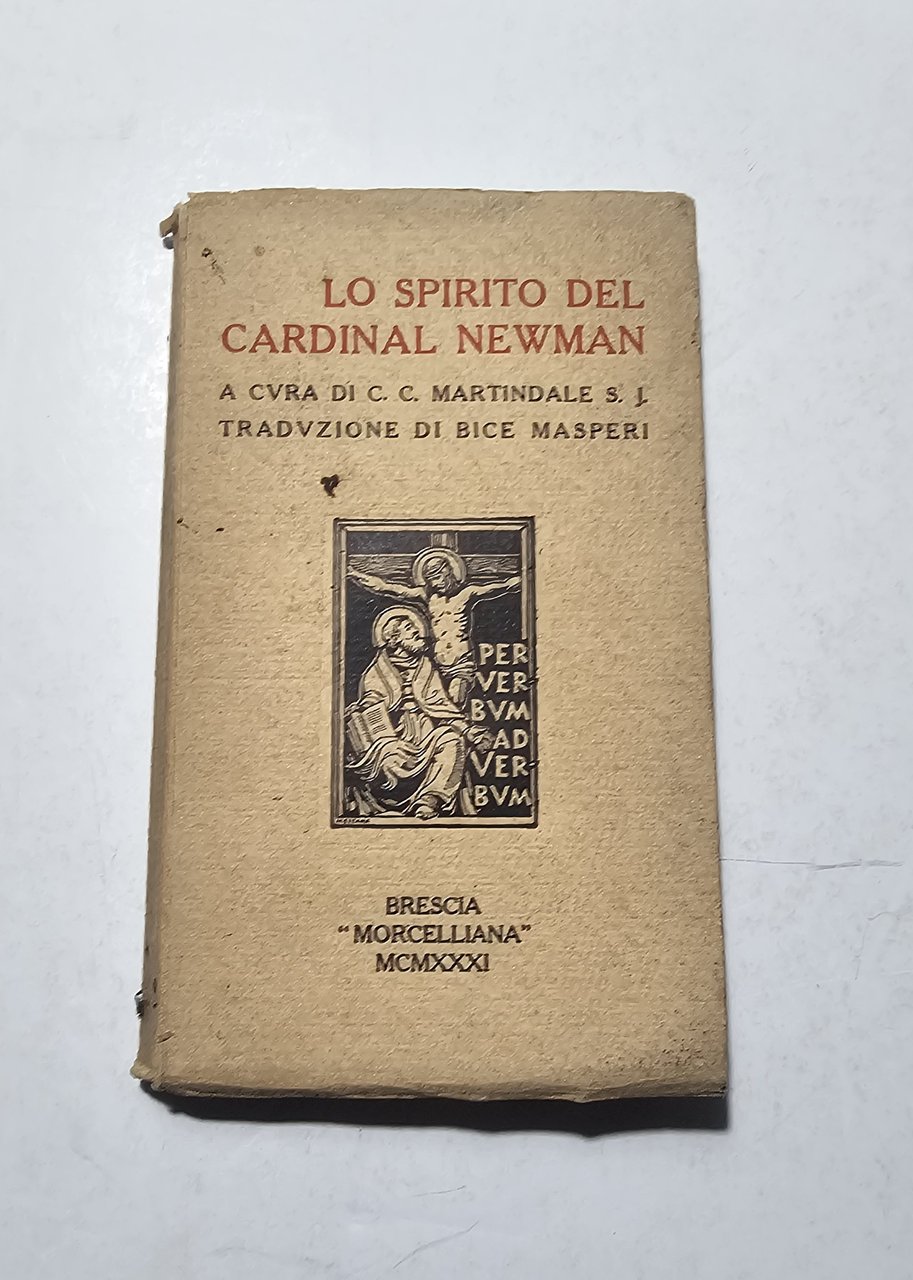 LO SPIRITO DEL
CARDINAL NEWMAN
A CVRA DI C. C. MARTINDALE S. J.
TRADVZIONE DI BICE MASPERI
PER
VER
BVM
AD
VER
BVM
BRESCIA
"MORCELLIANA"
MCMXXXI